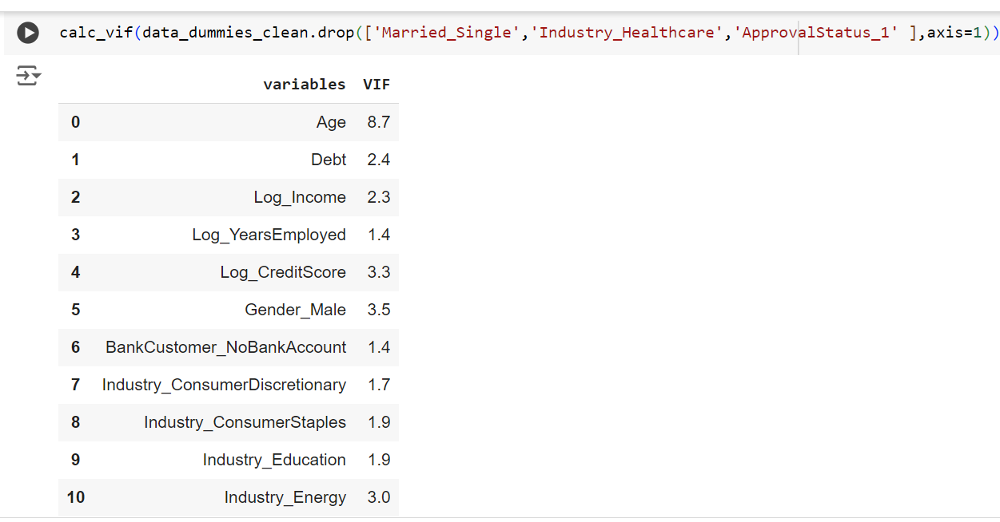 calc_vif(data_dummies_clean.drop(['Married_Single','Industry_Healthcare','ApprovalStatus_1' ],axis=1))
variables VIF
0 Age 8.7
1 Debt 2.4
2 Log_Income 2.3
3 Log_YearsEmployed 1.4
4 Log_CreditScore 3.3
5 Gender_Male 3.5
6 BankCustomer_NoBankAccount 1.4
7 Industry_ConsumerDiscretionary 1.7
8 Industry_ConsumerStaples 1.9
9 Industry_Education 1.9
10 Industry_Energy 3.0